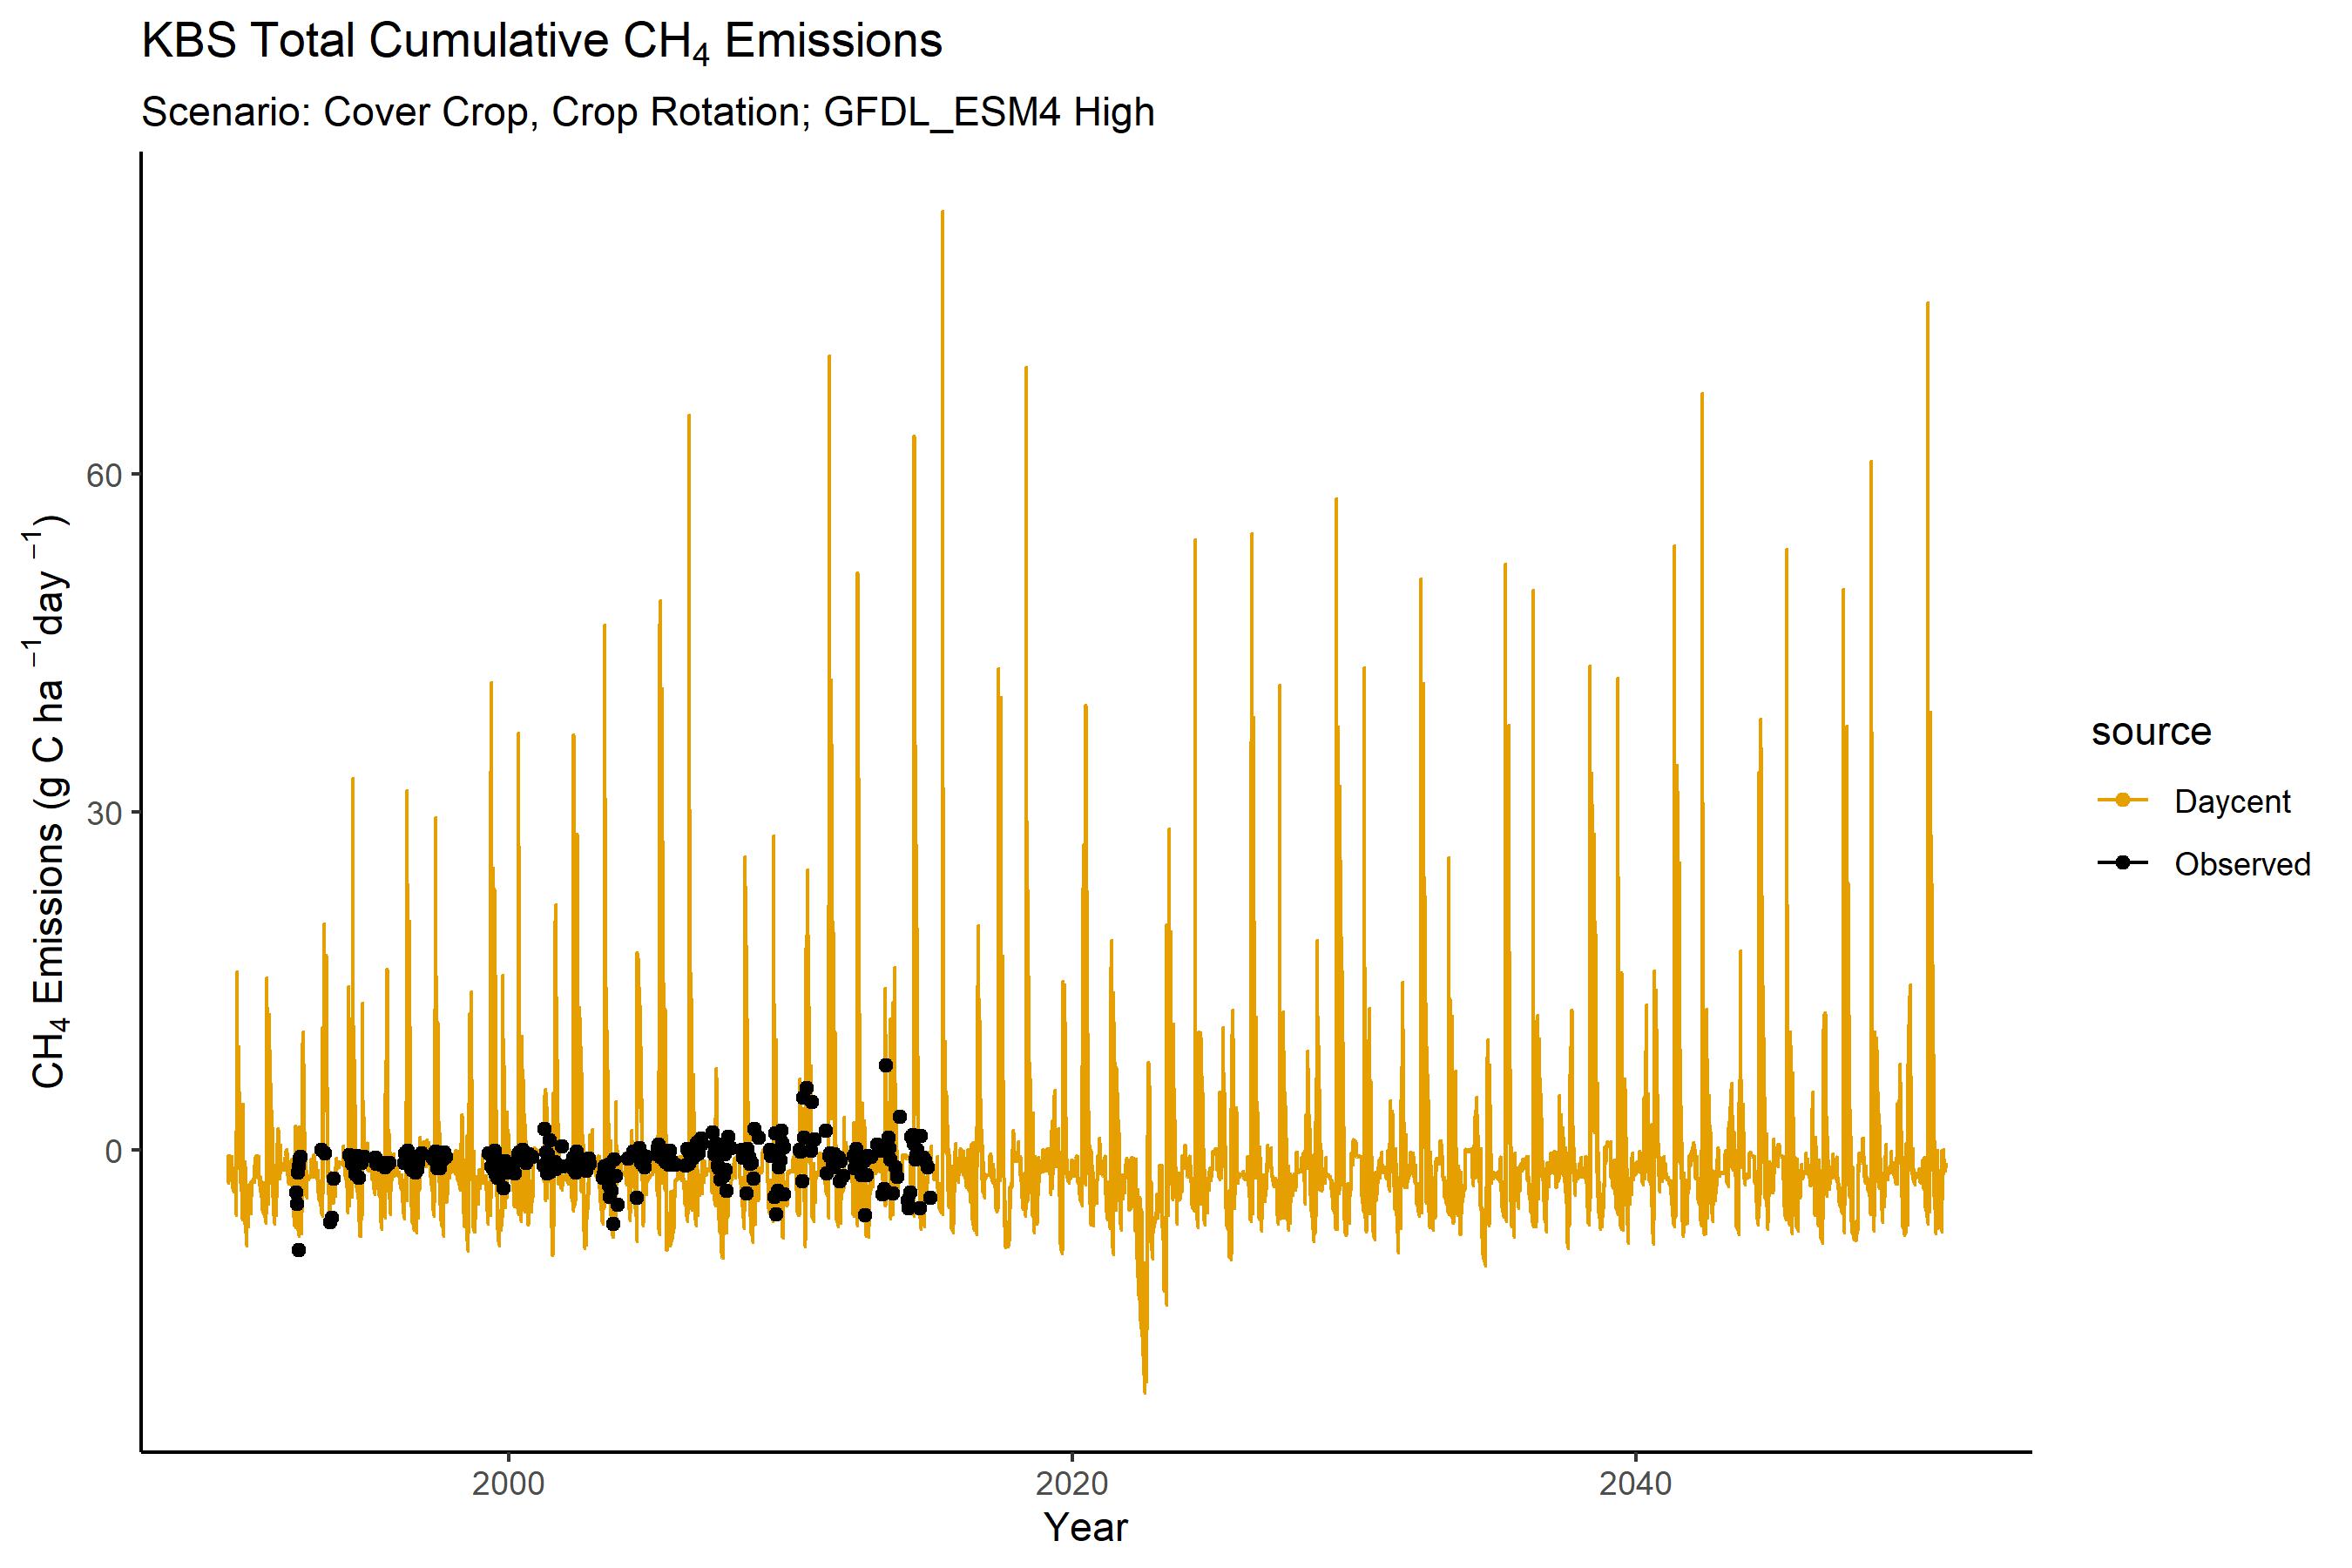 KBS Total Cumulative CH₄ Emissions
Scenario: Cover Crop, Crop Rotation; GFDL_ESM4 High
CH₄ Emissions (g C ha ⁻¹day ⁻¹)
60
30
0
2000
2020
2040
Year
source
Daycent
Observed